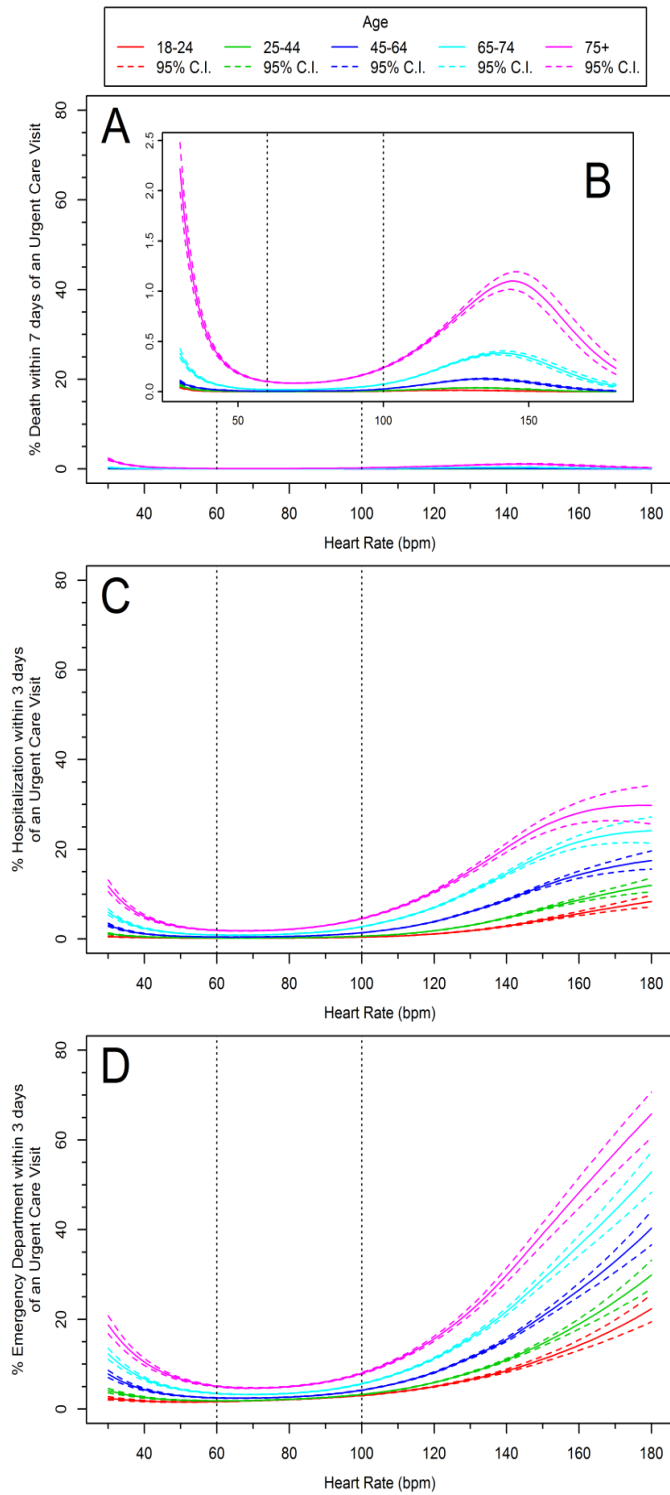 Age
18-24 25-44 45-64 65-74 75+
95% C.I. 95% C.I. 95% C.I. 95% C.I. 95% C.I.
A
B
% Death within 7 days of an Urgent Care Visit
0 20 40 60 80
0.0 0.5 1.0 1.5 2.0 2.5
50 100 150
40 60 80 100 120 140 160 180
Heart Rate (bpm)
C
% Hospitalization within 3 days
of an Urgent Care Visit
0 20 40 60 80
40 60 80 100 120 140 160 180
Heart Rate (bpm)
D
% Emergency Department within 3 days
of an Urgent Care Visit
0 20 40 60 80
40 60 80 100 120 140 160 180
Heart Rate (bpm)